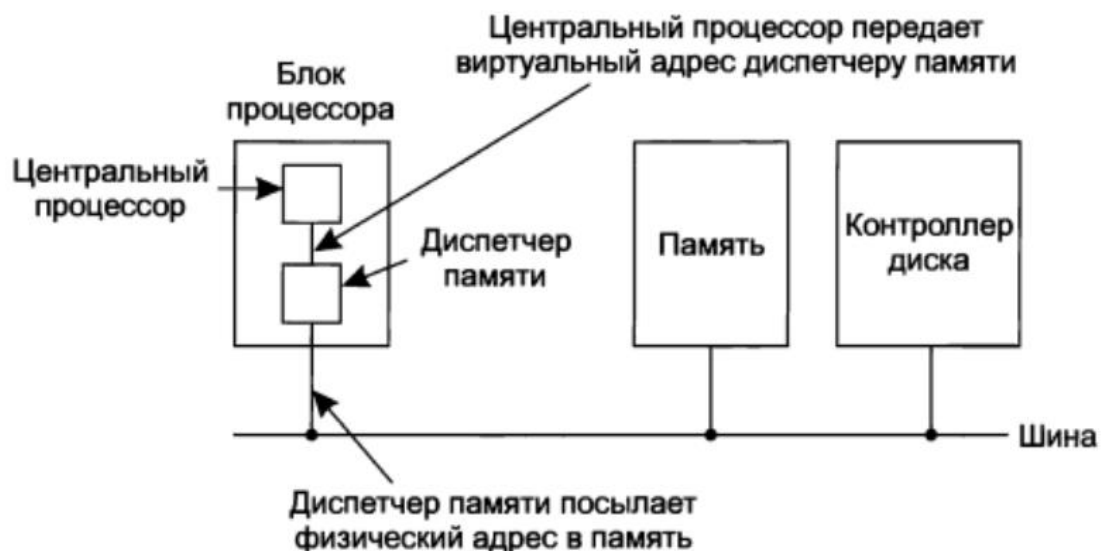 Центральный процессор передает
виртуальный адрес диспетчеру памяти
Блок
процессора
Центральный
процессор
Диспетчер
памяти
Память
Контроллер
диска
Шина
Диспетчер памяти посылает
физический адрес в память